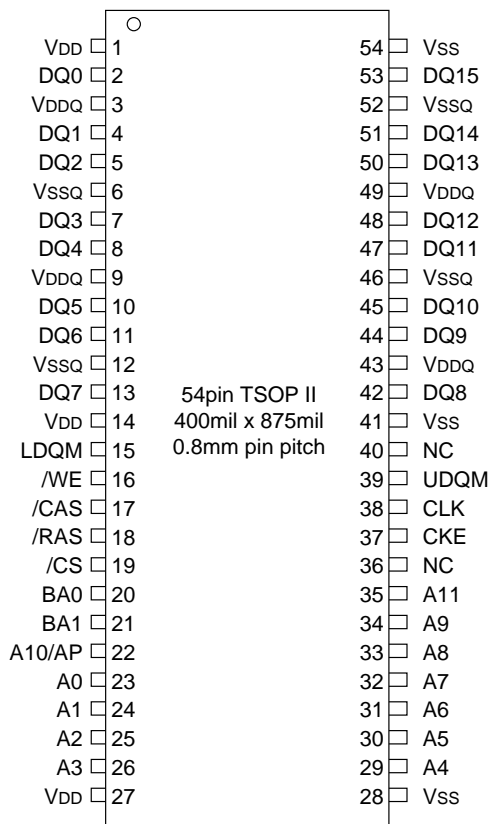 VDD 1 54 VSS
DQ0 2 53 DQ15
VDDQ 3 52 VSSQ
DQ1 4 51 DQ14
DQ2 5 50 DQ13
VSSQ 6 49 VDDQ
DQ3 7 48 DQ12
DQ4 8 47 DQ11
VDDQ 9 46 VSSQ
DQ5 10 45 DQ10
DQ6 11 44 DQ9
VSSQ 12 43 VDDQ
DQ7 13 54pin TSOP II 42 DQ8
VDD 14 400mil x 875mil 41 VSS
LDQM 15 0.8mm pin pitch 40 NC
/WE 16 39 UDQM
/CAS 17 38 CLK
/RAS 18 37 CKE
/CS 19 36 NC
BA0 20 35 A11
BA1 21 34 A9
A10/AP 22 33 A8
A0 23 32 A7
A1 24 31 A6
A2 25 30 A5
A3 26 29 A4
VDD 27 28 VSS